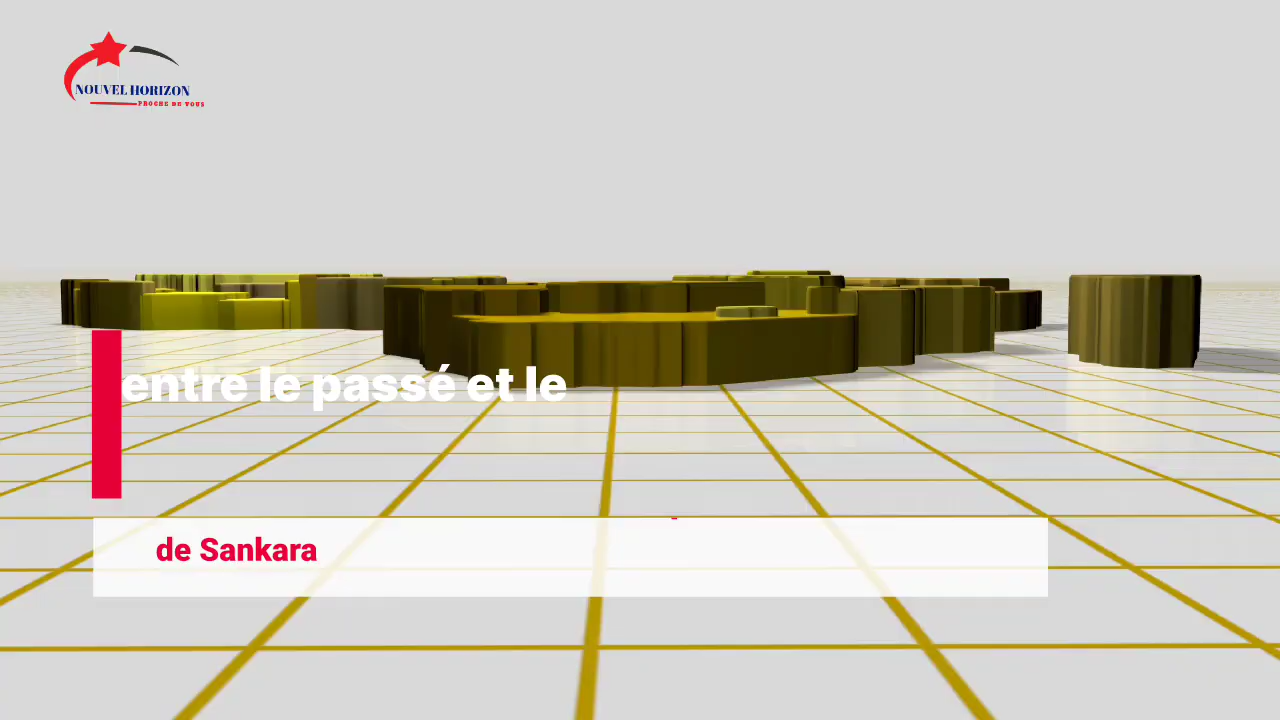 NOUVEL HORIZON
PROCHE DE VOUS
entre le passé et le
de Sankara